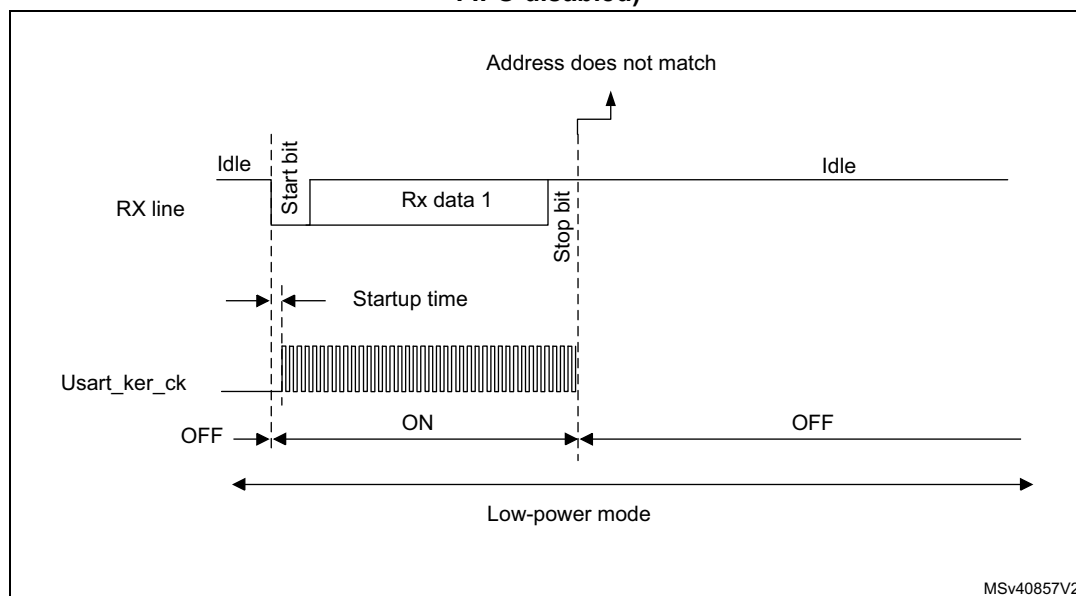 Address does not match
Idle
Start bit
Idle
RX line
Rx data 1
Stop bit
Startup time
Usart_ker_ck
OFF
ON
OFF
Low-power mode
MSv40857V2